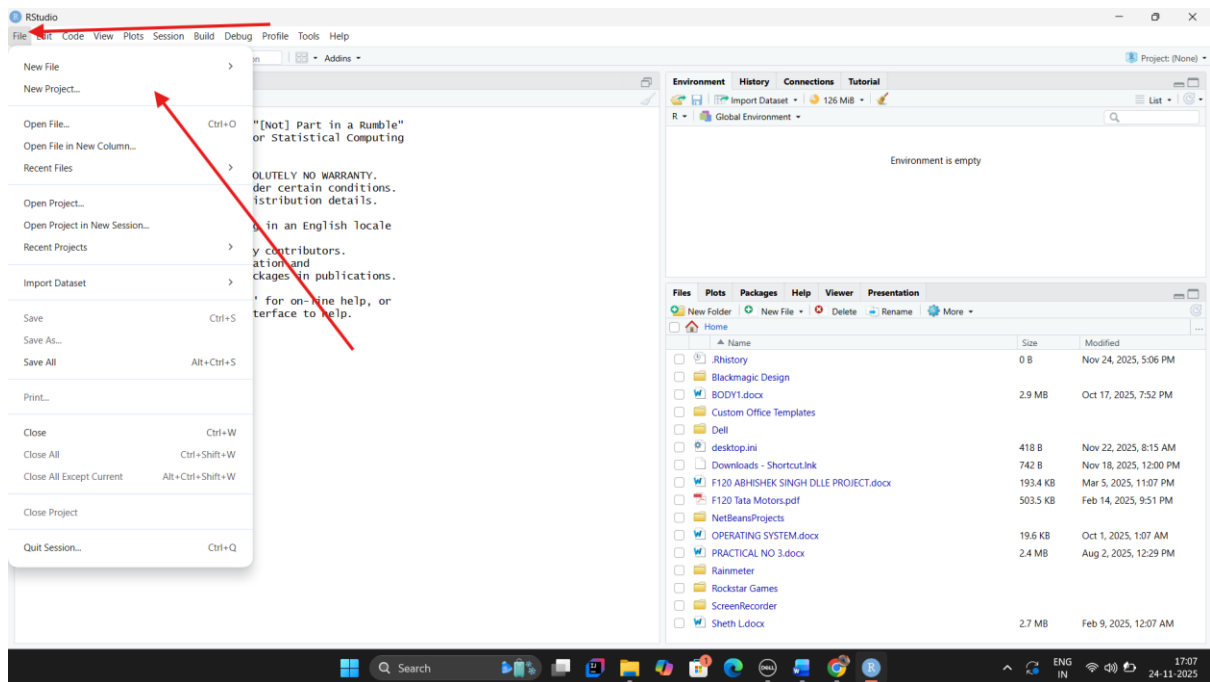 RStudio
File Edit Code View Plots Session Build Debug Profile Tools Help
Addins
Project: (None)
New File
New Project...
Open File... Ctrl+O
Open File in New Column...
Recent Files
Open Project...
Open Project in New Session...
Recent Projects
Import Dataset
Save Ctrl+S
Save As...
Save All Alt+Ctrl+S
Print...
Close Ctrl+W
Close All Ctrl+Shift+W
Close All Except Current Alt+Ctrl+Shift+W
Close Project
Quit Session... Ctrl+Q
"[Not] Part in a Rumble"
or Statistical Computing
OLUTELY NO WARRANTY.
der certain conditions.
istribution details.
g in an English locale
y contributors.
ation and
ckages in publications.
' for on-line help, or
terface to help.
Environment History Connections Tutorial
Import Dataset 126 MiB List
R Global Environment
Environment is empty
Files Plots Packages Help Viewer Presentation
New Folder New File Delete Rename More
Home
Name Size Modified
.Rhistory 0 B Nov 24, 2025, 5:06 PM
Blackmagic Design
BODY1.docx 2.9 MB Oct 17, 2025, 7:52 PM
Custom Office Templates
Dell
desktop.ini 418 B Nov 22, 2025, 8:15 AM
Downloads - Shortcut.lnk 742 B Nov 18, 2025, 12:00 PM
F120 ABHISHEK SINGH DLLE PROJECT.docx 193.4 KB Mar 5, 2025, 11:07 PM
F120 Tata Motors.pdf 503.5 KB Feb 14, 2025, 9:51 PM
NetBeansProjects
OPERATING SYSTEM.docx 19.6 KB Oct 1, 2025, 1:07 AM
PRACTICAL NO 3.docx 2.4 MB Aug 2, 2025, 12:29 PM
Rainmeter
Rockstar Games
ScreenRecorder
Sheth L.docx 2.7 MB Feb 9, 2025, 12:07 AM
Search
ENG
IN
17:07
24-11-2025